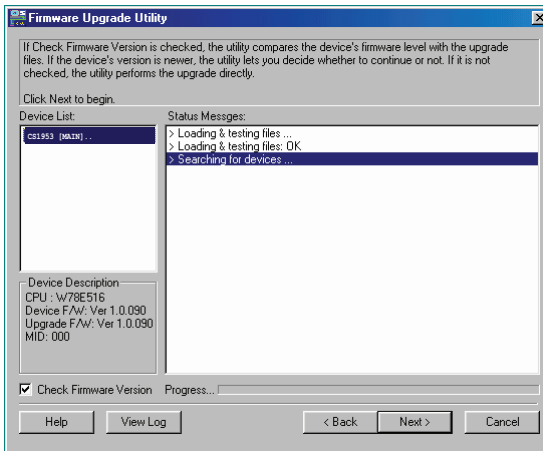 Firmware Upgrade Utility
If Check Firmware Version is checked, the utility compares the device's firmware level with the upgrade
files. If the device's version is newer, the utility lets you decide whether to continue or not. If it is not
checked, the utility performs the upgrade directly.
Click Next to begin.
Device List:
Status Messges:
CS1953 [MAIN]..
> Loading & testing files ...
> Loading & testing files: OK
> Searching for devices ...
Device Description
CPU : W78E516
Device F/W: Ver 1.0.090
Upgrade F/W: Ver 1.0.090
MID: 000
Check Firmware Version
Progress...
Help
View Log
< Back
Next >
Cancel